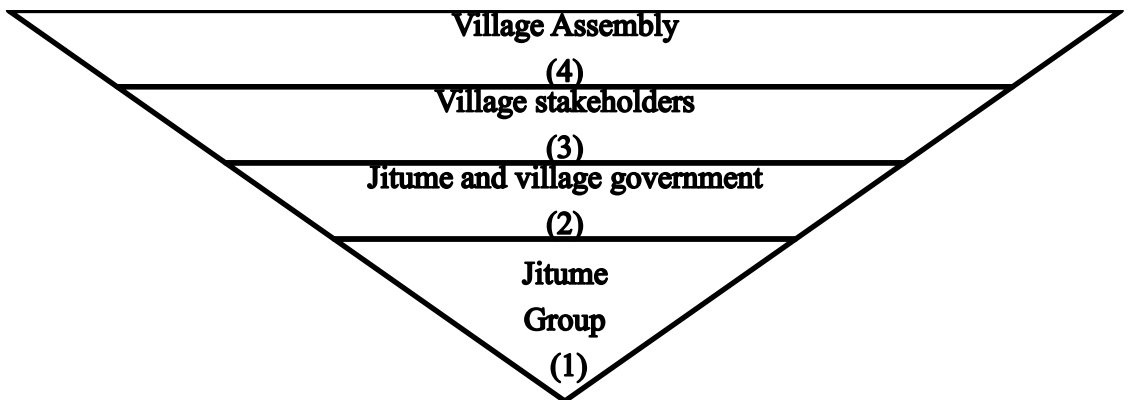 Village Assembly
(4)
Village stakeholders
(3)
Jitume and village government
(2)
Jitume
Group
(1)